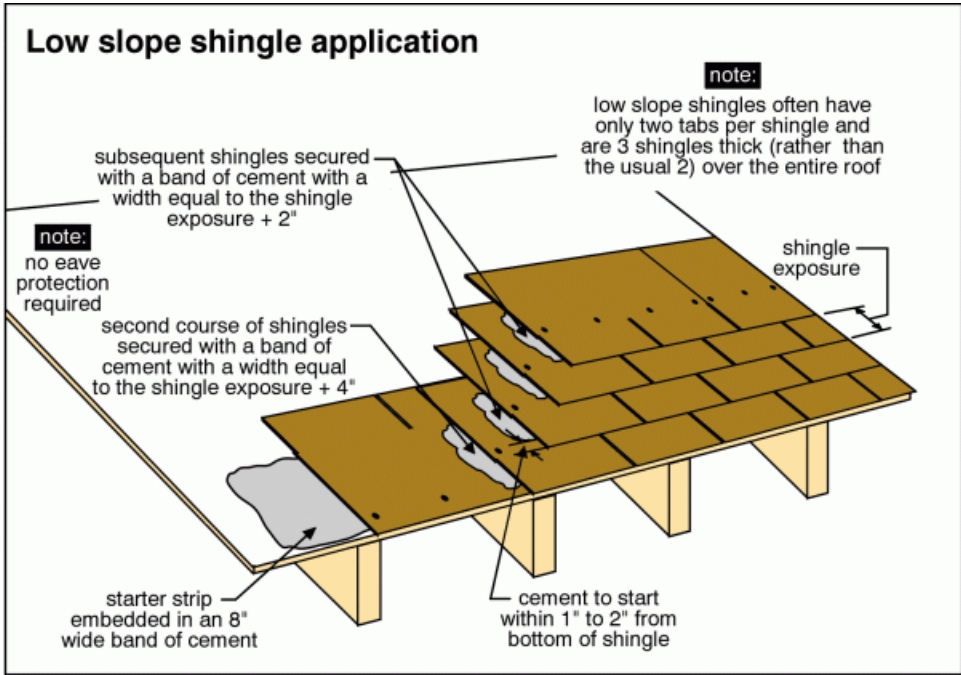 Low slope shingle application
note:
low slope shingles often have
only two tabs per shingle and
are 3 shingles thick (rather than
the usual 2) over the entire roof
subsequent shingles secured
with a band of cement with a
width equal to the shingle
exposure + 2"
note:
no eave
protection
required
shingle
exposure
second course of shingles
secured with a band of
cement with a width equal
to the shingle exposure + 4"
starter strip
embedded in an 8"
wide band of cement
cement to start
within 1" to 2" from
bottom of shingle